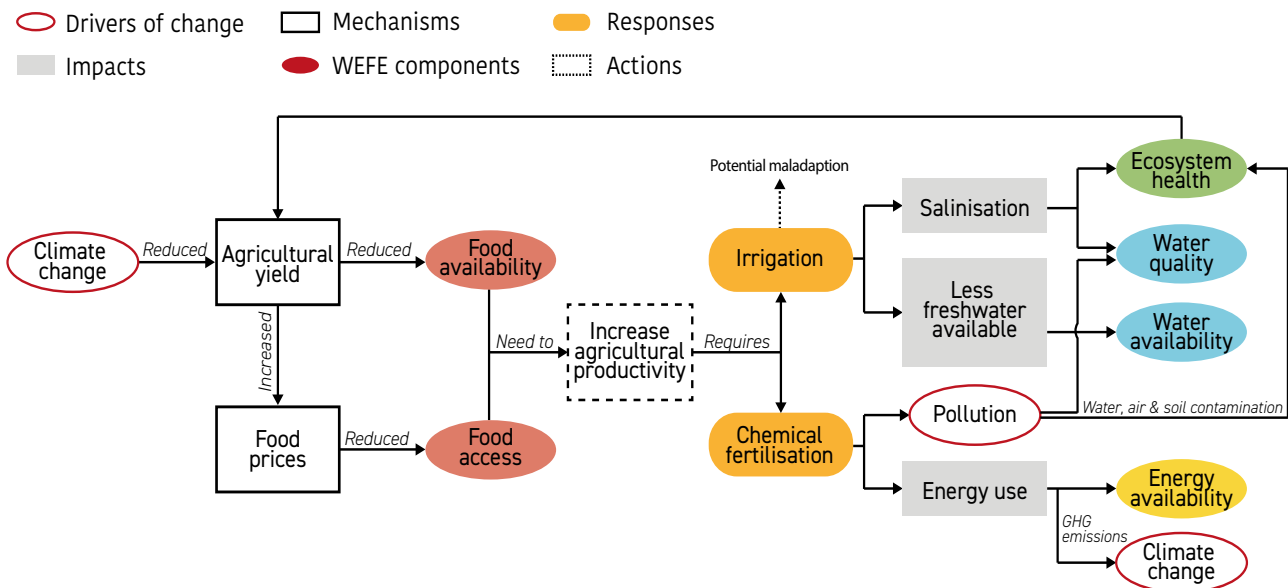 Drivers of change
Mechanisms
Responses
Impacts
WEFE components
Actions
Climate
change
Reduced
Agricultural
yield
Reduced
Food
availability
Increased
Food
prices
Reduced
Food
access
Need to
Increase
agricultural
productivity
Requires
Potential maladaption
Irrigation
Chemical
fertilisation
Salinisation
Less
freshwater
available
Pollution
Energy use
Ecosystem
health
Water
quality
Water
availability
Water, air & soil contamination
Energy
availability
GHG
emissions
Climate
change